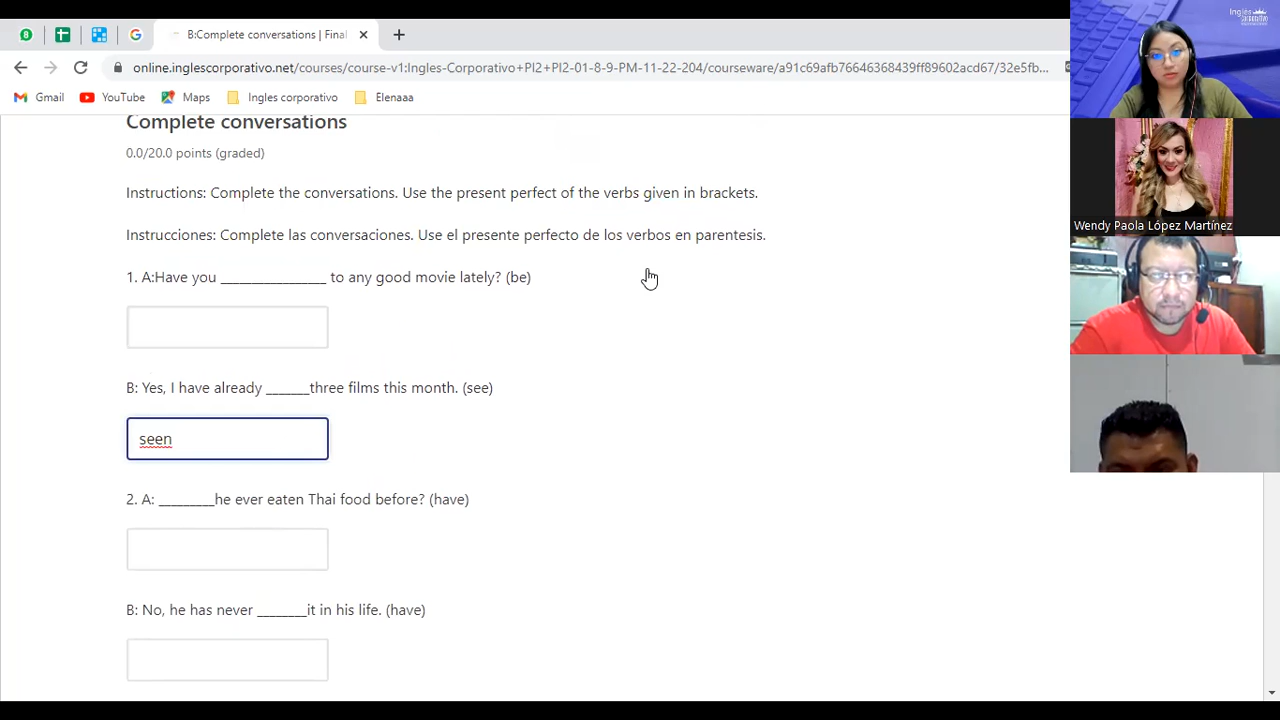 B:Complete conversations | Final
online.inglescorporativo.net/courses/course-v1:Ingles-Corporativo+PI2+PI2-01-8-9-PM-11-22-204/courseware/a91c69afb76646368439ff89602acd67/32e5fb...
Gmail YouTube Maps Ingles corporativo Elenaaa
Complete conversations
0.0/20.0 points (graded)
Instructions: Complete the conversations. Use the present perfect of the verbs given in brackets.
Instrucciones: Complete las conversaciones. Use el presente perfecto de los verbos en parentesis.
1. A:Have you ________________ to any good movie lately? (be)
B: Yes, I have already _______three films this month. (see)
seen
2. A: _________he ever eaten Thai food before? (have)
B: No, he has never ________it in his life. (have)
Ingles
Wendy Paola López Martínez